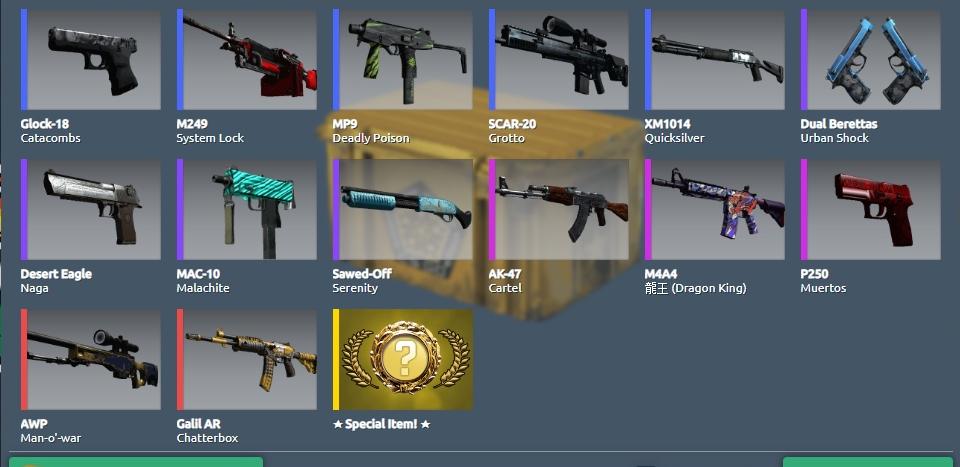 Glock-18
Catacombs
M249
System Lock
MP9
Deadly Poison
SCAR-20
Grotto
XM1014
Quicksilver
Dual Berettas
Urban Shock
Desert Eagle
Naga
MAC-10
Malachite
Sawed-Off
Serenity
AK-47
Cartel
M4A4
龍王 (Dragon King)
P250
Muertos
AWP
Man-o'-war
Galil AR
Chatterbox
?
★ Special Item! ★